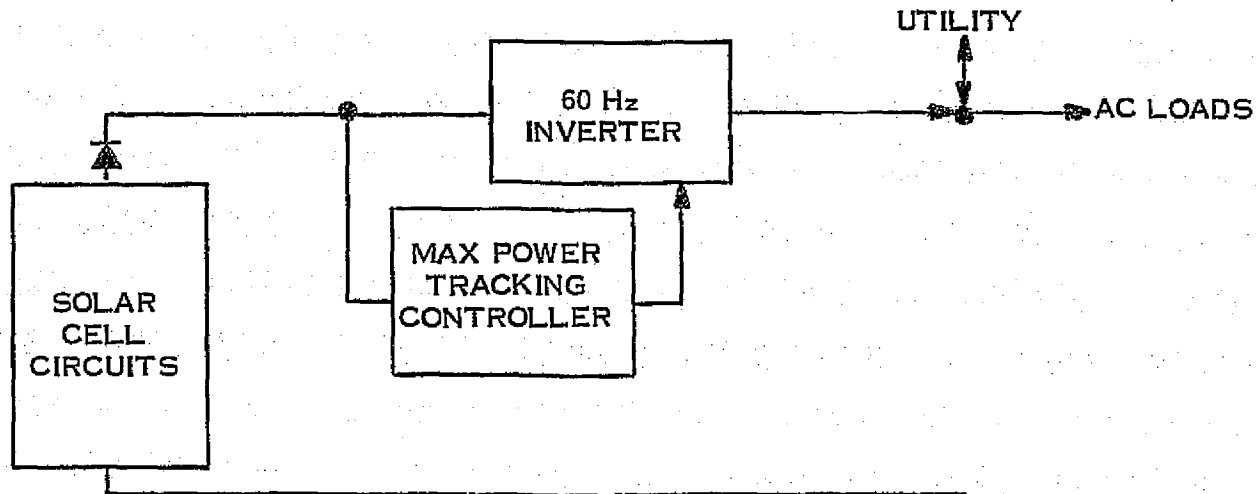 UTILITY
60 Hz
INVERTER
AC LOADS
MAX POWER
TRACKING
CONTROLLER
SOLAR
CELL
CIRCUITS